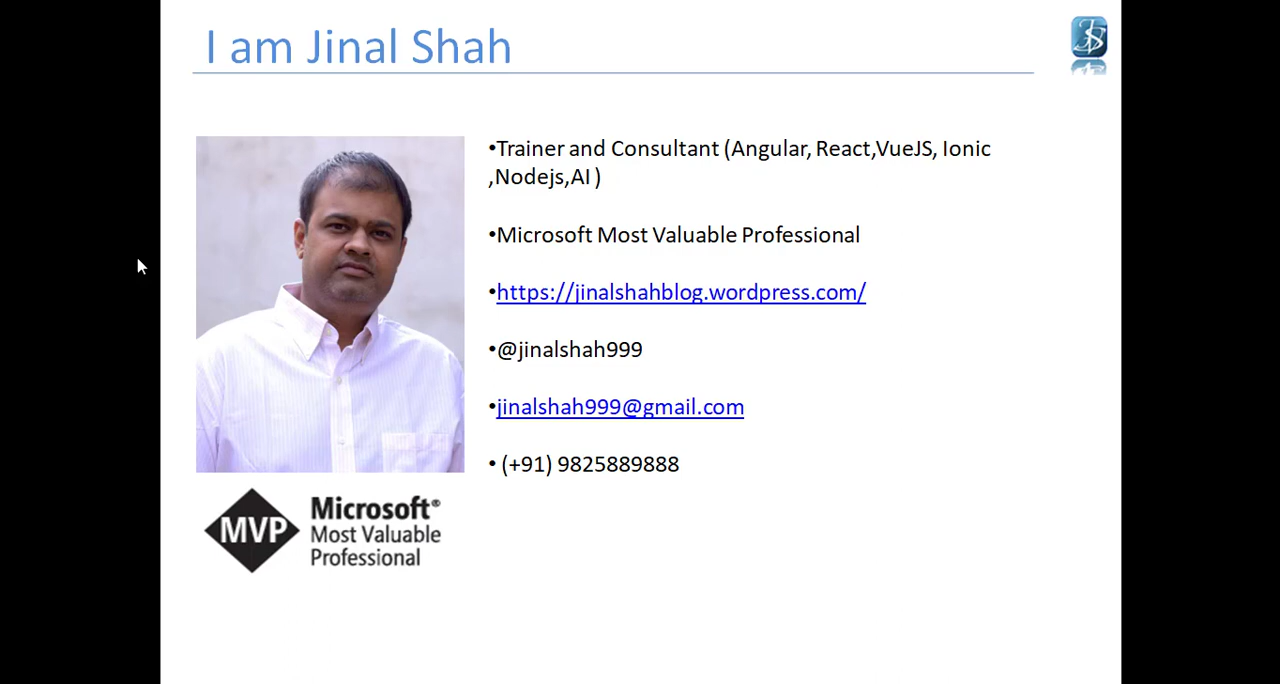 I am Jinal Shah
JS
•Trainer and Consultant (Angular, React,VueJS, Ionic
,Nodejs,AI )
•Microsoft Most Valuable Professional
•https://jinalshahblog.wordpress.com/
•@jinalshah999
•jinalshah999@gmail.com
• (+91) 9825889888
MVP
Microsoft®
Most Valuable
Professional